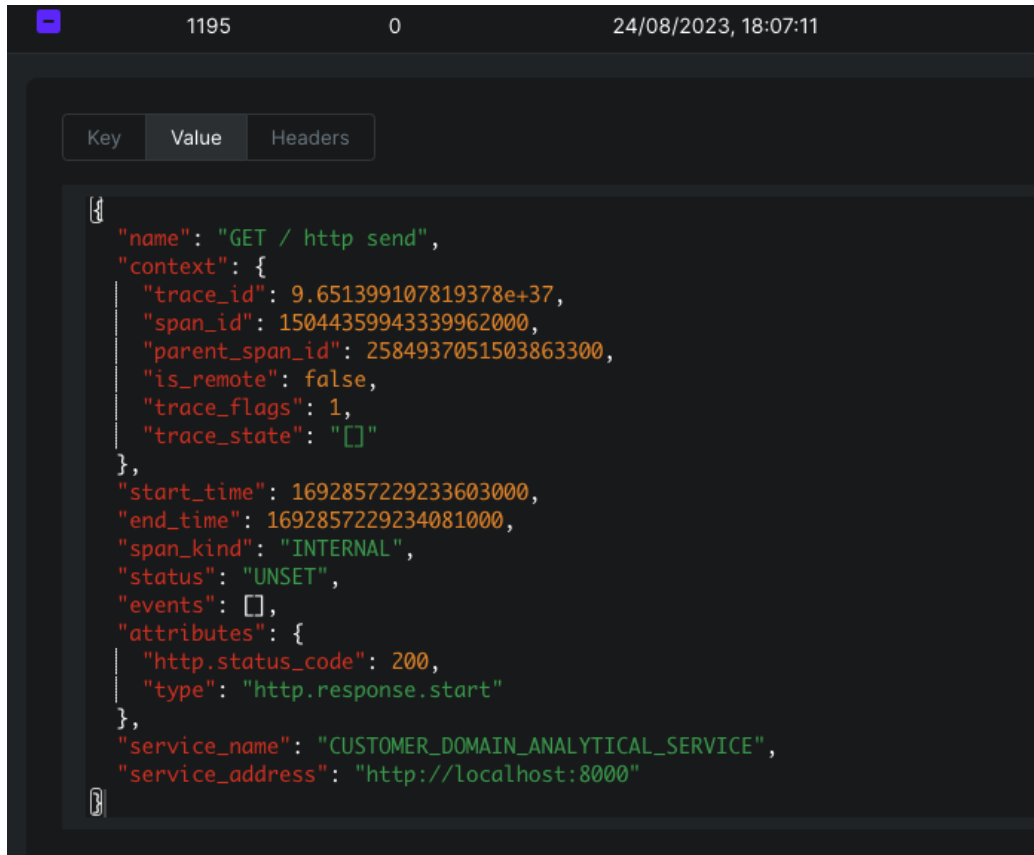 1195 0 24/08/2023, 18:07:11
Key Value Headers
{
"name": "GET / http send",
"context": {
"trace_id": 9.651399107819378e+37,
"span_id": 15044359943339962000,
"parent_span_id": 2584937051503863300,
"is_remote": false,
"trace_flags": 1,
"trace_state": "[]"
},
"start_time": 1692857229233603000,
"end_time": 1692857229234081000,
"span_kind": "INTERNAL",
"status": "UNSET",
"events": [],
"attributes": {
"http.status_code": 200,
"type": "http.response.start"
},
"service_name": "CUSTOMER_DOMAIN_ANALYTICAL_SERVICE",
"service_address": "http://localhost:8000"
}